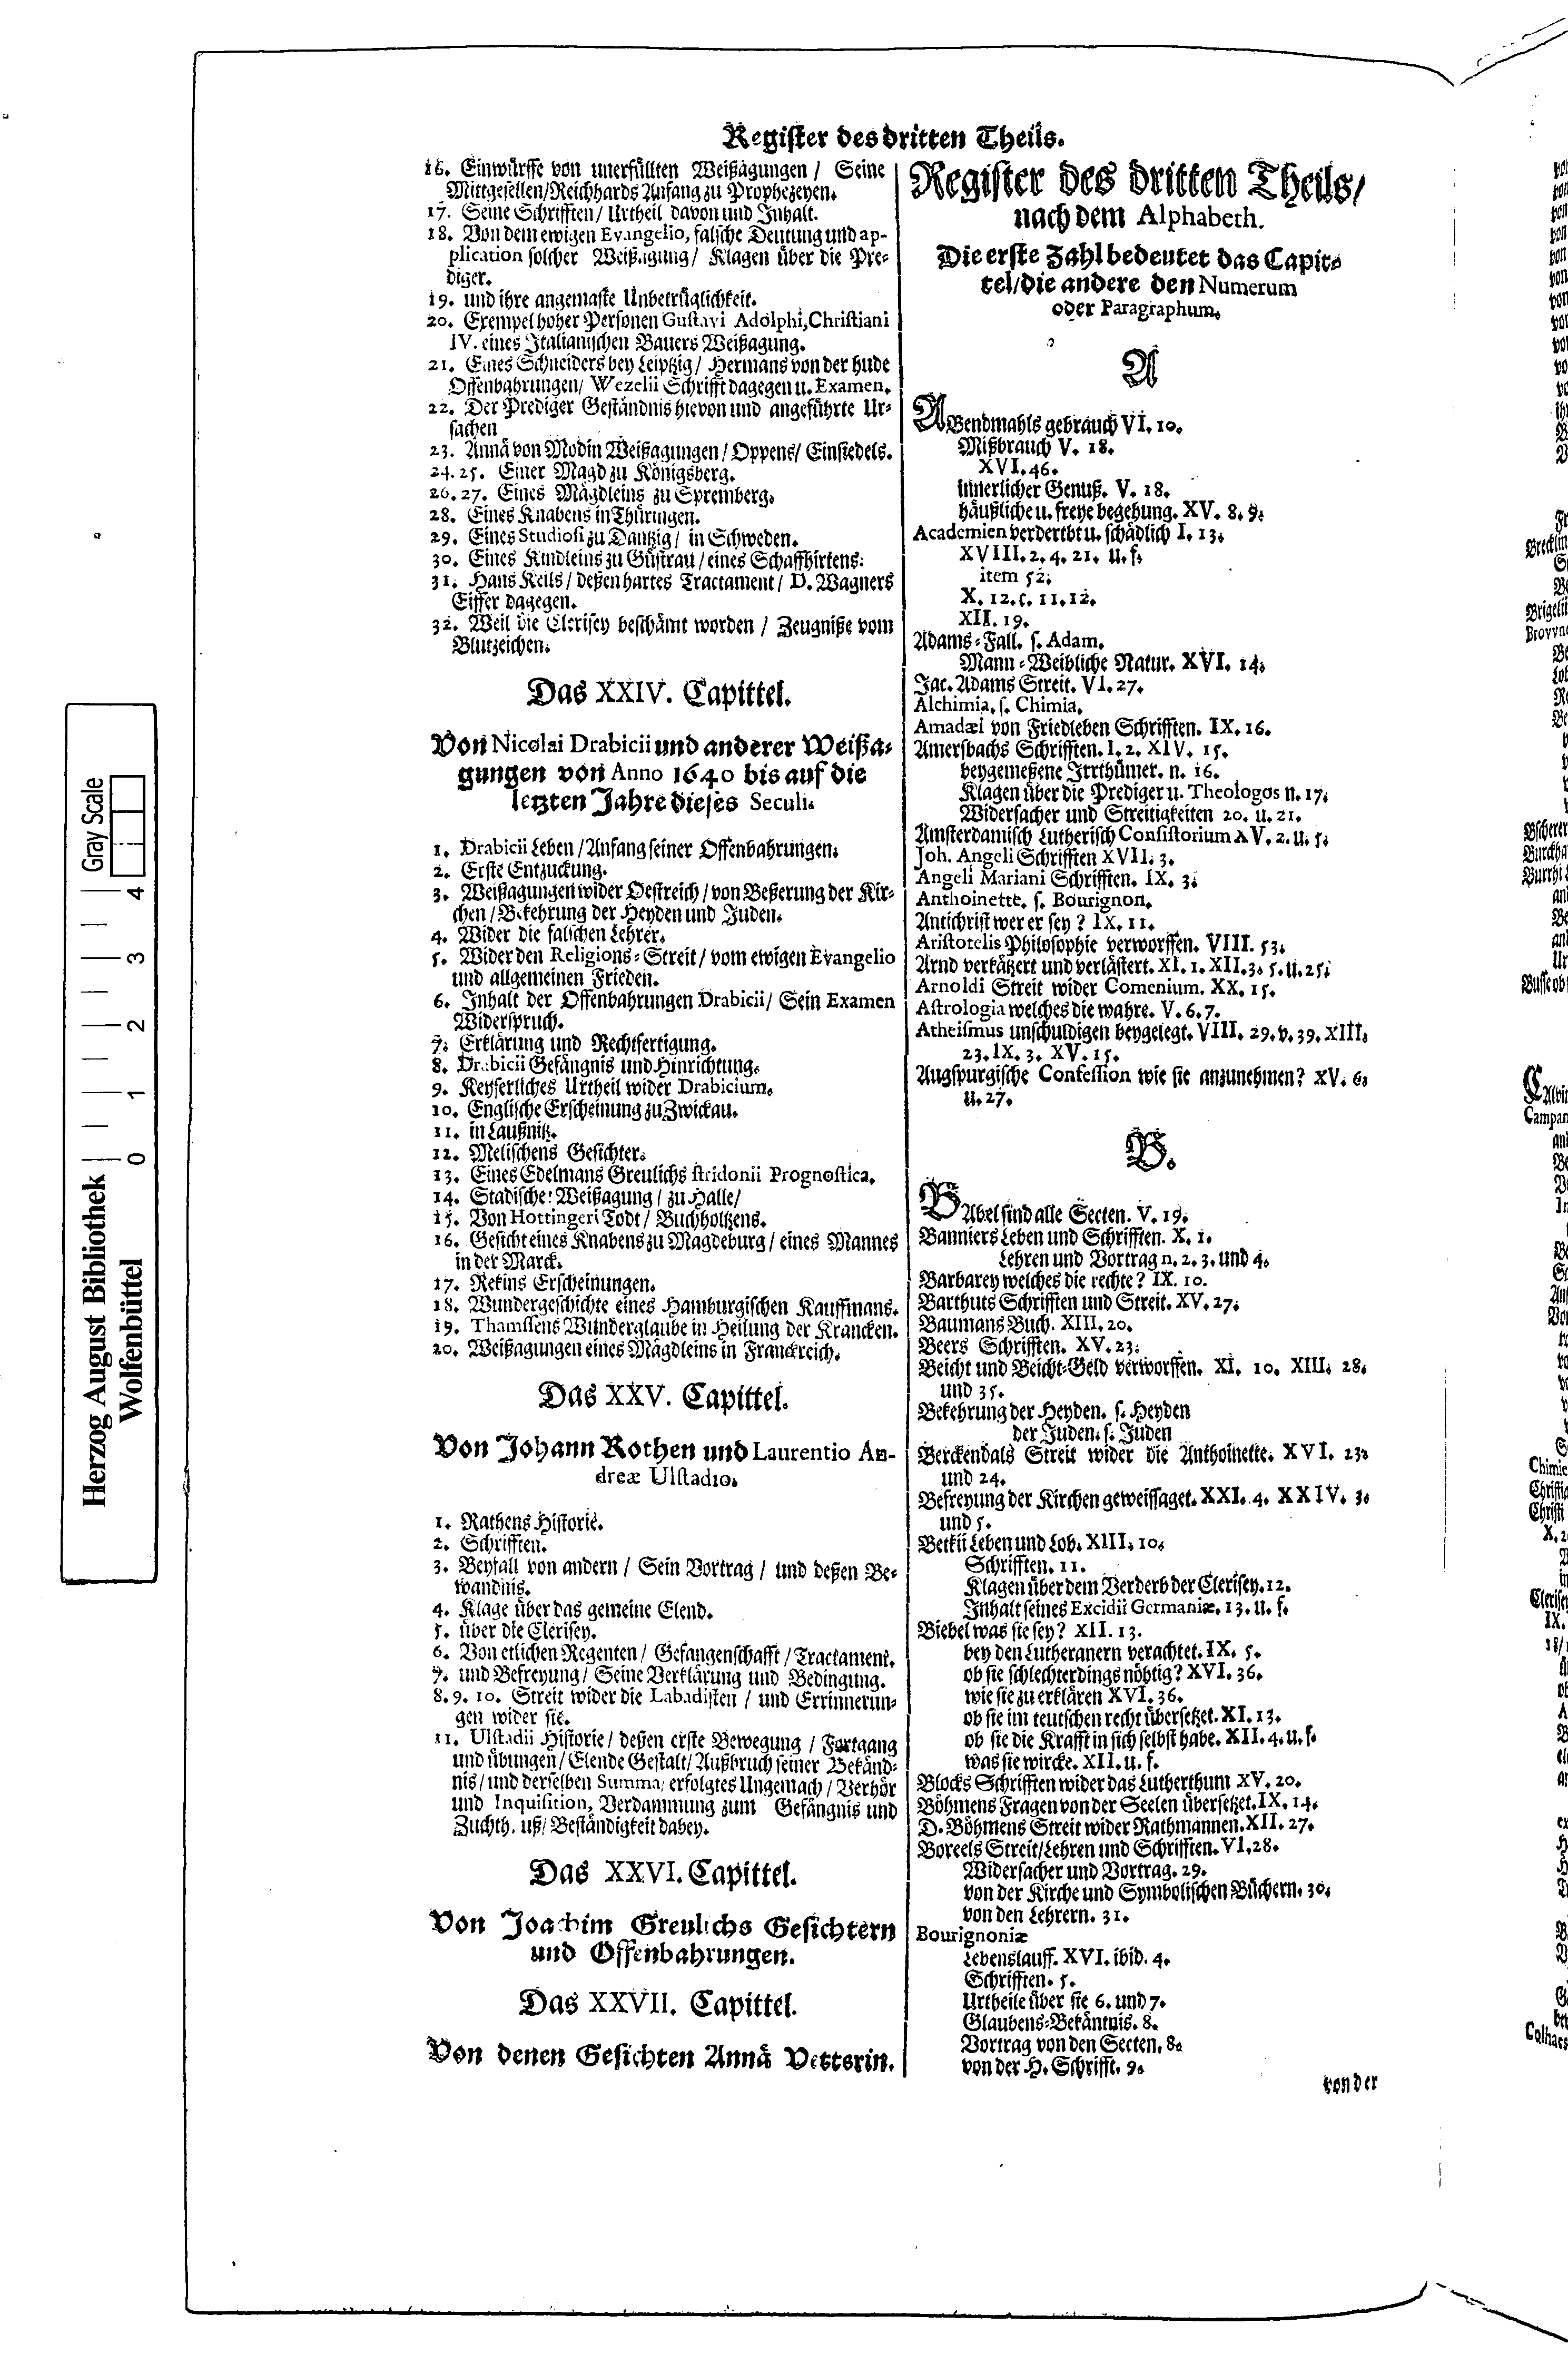 Register des dritten Theils.
16. Einwürffe von unerfüllten Weißagungen / Seine
Mittgesellen/Reichhards Anfang zu Prophezeyen.
17. Seine Schrifften/ Urtheil davon und Inhalt.
18. Von dem ewigen Evangelio, falsche Deutung und ap-
plication solcher Weißagung/ Klagen über die Pre-
diger.
19. und ihre angemaste Unbetrüglichkeit.
20. Exempel hoher Personen Gustavi Adolphi, Christiani
IV. eines Italianischen Bauers Weißagung.
21. Eines Schneiders bey Leipzig/ Hermans von der Hude
Offenbahrungen/ Wezelii Schrifft dagegen u. Examen.
22. Der Prediger Geständnis hievon und angeführte Ur-
sachen
23. Annä von Modin Weißagungen/ Oppens/ Einsiedels.
24. 25. Einer Magd zu Königsberg.
26. 27. Eines Mägdleins zu Spremberg.
28. Eines Knabens in Thüringen.
29. Eines Studiosi zu Dantzig/ in Schweden.
30. Eines Kindleins zu Güstrau/ eines Schaffhirtens.
31. Hans Keils/ deßen hartes Tractament/ D. Wagners
Eiffer dagegen.
32. Weil die Clerisey beschämt worden / Zeugniße vom
Blutzeichen.
Das XXIV. Capittel.
Von Nicolai Drabicii und anderer Weißa-
gungen von Anno 1640 bis auf die
letzten Jahre dieses Seculi.
1. Drabicii Leben/Anfang seiner Offenbahrungen.
2. Erste Entzuckung.
3. Weißagungen wider Oestreich/ von Beßerung der Kir-
chen/Bekehrung der Heyden und Juden.
4. Wider die falschen Lehrer.
5. Wider den Religions-Streit/ vom ewigen Evangelio
und allgemeinen Frieden.
6. Inhalt der Offenbahrungen Drabicii/ Sein Examen
Widerspruch.
7. Erklärung und Rechtfertigung.
8. Drabicii Gefängnis und Hinrichtung.
9. Keyserliches Urtheil wider Drabicium.
10. Englische Erscheinung zu Zwickau.
11. in Laußnitz.
12. Melischens Gesichter.
13. Eines Edelmans Greulichs stridonii Prognostica.
14. Stadische: Weißagung/ zu Halle/
15. Von Hottingeri Todt/ Buchholtzens.
16. Gesicht eines Knabens zu Magdeburg/ eines Mannes
in der Marck.
17. Rekins Erscheinungen.
18. Wundergeschichte eines Hamburgischen Kauffmans.
19. Thamssens Wunderglaube in Heilung der Krancken.
20. Weißagungen eines Mägdleins in Franckreich.
Das XXV. Capittel.
Von Johann Rothen und Laurentio An-
dreæ Ulstadio.
1. Rathens Historie.
2. Schrifften.
3. Beyfall von andern / Sein Vortrag / und deßen Be-
wandnis.
4. Klage über das gemeine Elend.
5. über die Clerisey.
6. Von etlichen Regenten/ Gefangenschafft/Tractament.
7. und Befreyung/ Seine Verklärung und Bedingung.
8. 9. 10. Streit wider die Labadisten / und Errinnerun-
gen wider sie.
11. Ulstadii Historie/ deßen erste Bewegung / Fortgang
und übungen/Elende Gestalt/Außbruch seiner Bekänd-
nis/ und derselben Summa/ erfolgtes Ungemach/ Verhör
und Inquisition, Verdammung zum Gefängnis und
Zuchth. uß/ Beständigkeit dabey.
Das XXVI. Capittel.
Von Joachim Greulichs Gesichtern
und Offenbahrungen.
Das XXVII. Capittel.
Von denen Gesichten Annä Vetterin.
Register des dritten Theils/
nach dem Alphabeth.
Die erste Zahl bedeutet das Capit-
tel/die andere den Numerum
oder Paragraphum.
A
ABendmahls gebrauch VI. 10.
Mißbrauch V. 18.
XVI. 46.
innerlicher Genuß. V. 18.
häußliche u. freye begehung. XV. 8. 9.
Academien verderbt u. schädlich I. 13.
XVIII. 2. 4. 21. u. f.
item 52.
X. 12. s. 11. 12.
XII. 19.
Adams-Fall. s. Adam.
Mann-Weibliche Natur. XVI. 14.
Jac. Adams Streit. VI. 27.
Alchimia. s. Chimia.
Amadæi von Friedleben Schrifften. IX. 16.
Amersbachs Schrifften. I. 2. XIV. 15.
beygemeßene Irrthümer. n. 16.
Klagen über die Prediger u. Theologos n. 17.
Widersacher und Streitigkeiten 20. u. 21.
Amsterdamisch Lutherisch Consistorium XV. 2. u. 5.
Joh. Angeli Schrifften XVII. 3.
Angeli Mariani Schrifften. IX. 3.
Anthoinette. s. Bourignon.
Antichrist wer er sey? IX. 11.
Aristotelis Philosophie verworffen. VIII. 53.
Arnd verkätzert und verlästert. XI. 1. XII. 3. 5. u. 25.
Arnoldi Streit wider Comenium. XX. 15.
Astrologia welches die wahre. V. 6. 7.
Atheismus unschuldigen beygelegt. VIII. 29. v. 39. XIII.
23. IX. 3. XV. 15.
Augspurgische Confession wie sie anzunehmen? XV. 6.
u. 27.
B.
BAbel sind alle Secten. V. 19.
Banniers Leben und Schrifften. X. 1.
Lehren und Vortrag n. 2. 3. und 4.
Barbarey welches die rechte? IX. 10.
Barthuts Schrifften und Streit. XV. 27.
Baumans Buch. XIII. 20.
Beers Schrifften. XV. 23.
Beicht und Beicht-Geld verworffen. XI. 10. XIII. 28.
und 35.
Bekehrung der Heyden. s. Heyden
der Juden. s. Juden
Berckendals Streit wider die Anthoinette. XVI. 23.
und 24.
Befreyung der Kirchen geweissaget. XXI. 4. XXIV. 3.
und 5.
Betkii Leben und Lob. XIII. 10.
Schrifften. 11.
Klagen über dem Verderb der Clerisey. 12.
Inhalt seines Excidii Germaniæ. 13. u. f.
Biebel was sie sey? XII. 13.
bey den Lutheranern verachtet. IX. 5.
ob sie schlechterdings nöhtig? XVI. 36.
wie sie zu erklären XVI. 36.
ob sie im teutschen recht übersetzet. XI. 13.
ob sie die Krafft in sich selbst habe. XII. 4. u. f.
was sie wircke. XII. u. f.
Blocks Schrifften wider das Lutherthum XV. 20.
Böhmens Fragen von der Seelen übersetzet. IX. 14.
D. Böhmens Streit wider Rathmannen. XII. 27.
Boreels Streit/Lehren und Schrifften. VI. 28.
Widersacher und Vortrag. 29.
von der Kirche und Symbolischen Büchern. 30.
von den Lehrern. 31.
Bourignoniæ
Lebenslauff. XVI. ibid. 4.
Schrifften. 5.
Urtheile über sie 6. und 7.
Glaubens-Bekäntnis. 8.
Vortrag von den Secten. 8.
von der H. Schrifft. 9.
von der
Herzog August Bibliothek
Wolfenbüttel
0 1 2 3 4
Gray Scale